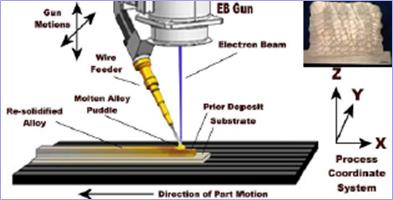 Gun
Motions
EB Gun
Electron Beam
Wire
Feeder
Molten Alloy
Puddle
Re-solidified
Alloy
Prior Deposit
Substrate
Z
Y
X
Process
Coordinate
System
Direction of Part Motion